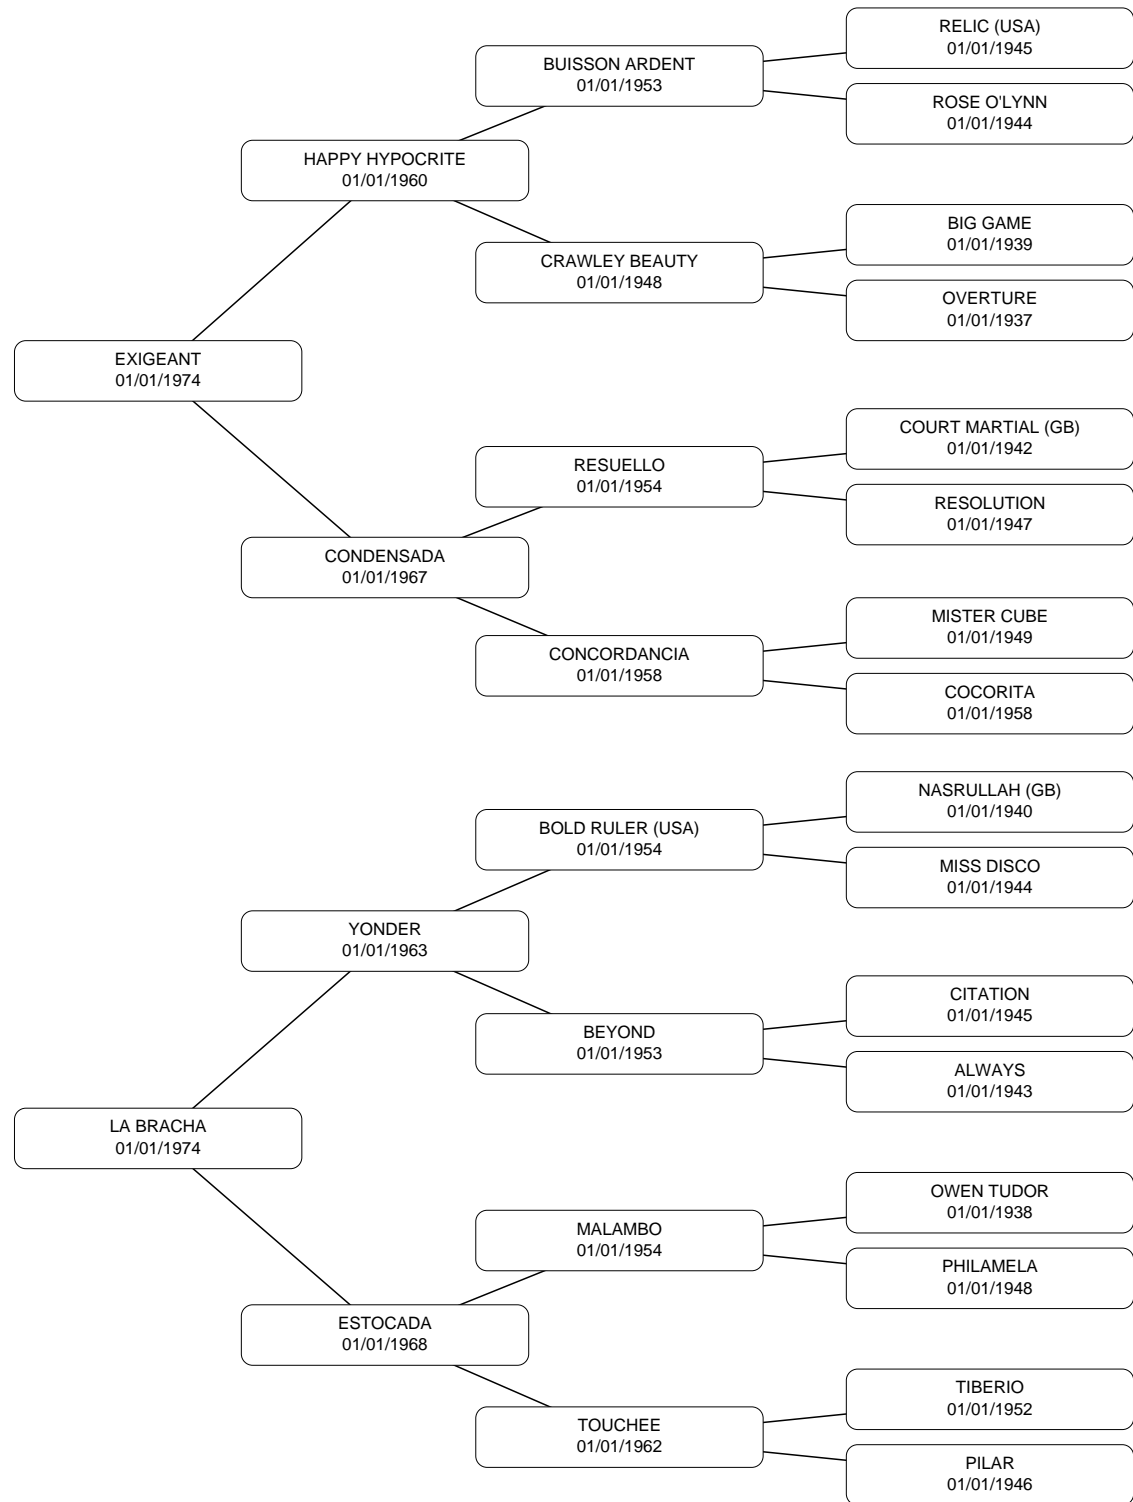 RELIC (USA)
01/01/1945
BUISSON ARDENT
01/01/1953
ROSE O'LYNN
01/01/1944
HAPPY HYPOCRITE
01/01/1960
BIG GAME
01/01/1939
CRAWLEY BEAUTY
01/01/1948
OVERTURE
01/01/1937
EXIGEANT
01/01/1974
COURT MARTIAL (GB)
01/01/1942
RESUELLO
01/01/1954
RESOLUTION
01/01/1947
CONDENSADA
01/01/1967
MISTER CUBE
01/01/1949
CONCORDANCIA
01/01/1958
COCORITA
01/01/1958
NASRULLAH (GB)
01/01/1940
BOLD RULER (USA)
01/01/1954
MISS DISCO
01/01/1944
YONDER
01/01/1963
CITATION
01/01/1945
BEYOND
01/01/1953
ALWAYS
01/01/1943
LA BRACHA
01/01/1974
OWEN TUDOR
01/01/1938
MALAMBO
01/01/1954
PHILAMELA
01/01/1948
ESTOCADA
01/01/1968
TIBERIO
01/01/1952
TOUCHEE
01/01/1962
PILAR
01/01/1946